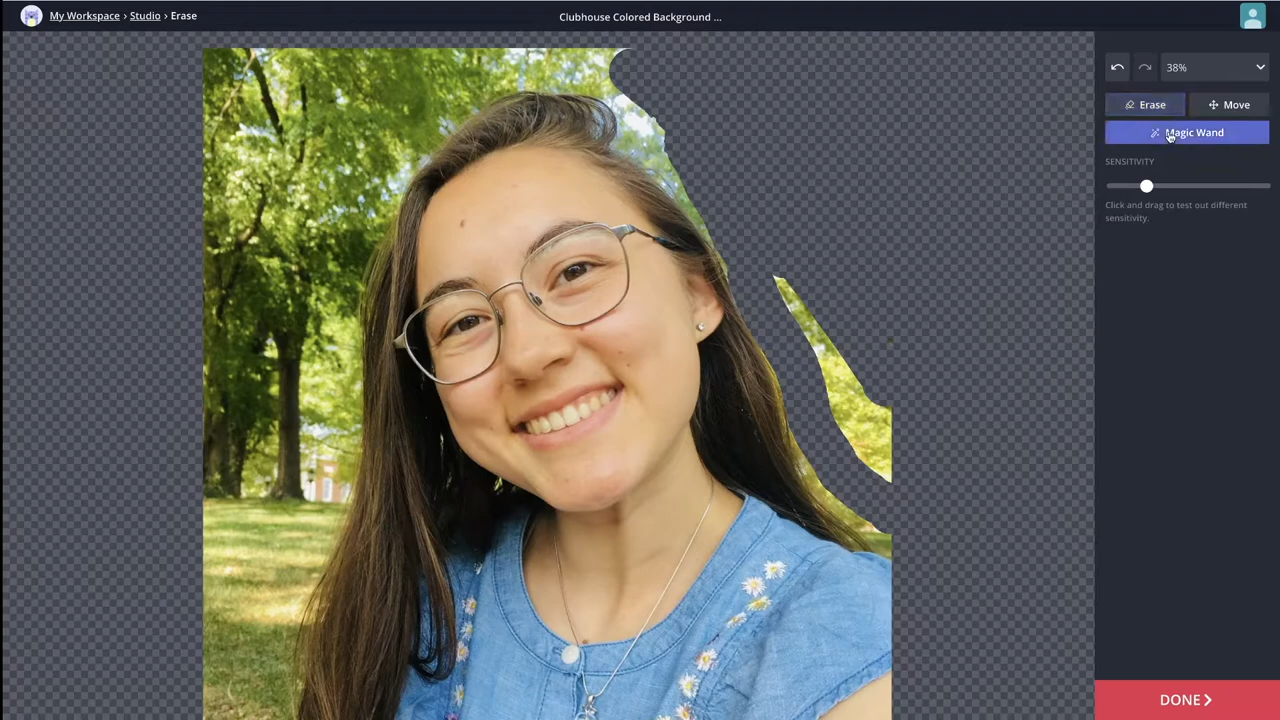 My Workspace › Studio › Erase
Clubhouse Colored Background ...
38%
Erase
Move
Magic Wand
SENSITIVITY
Click and drag to test out different
sensitivity.
DONE